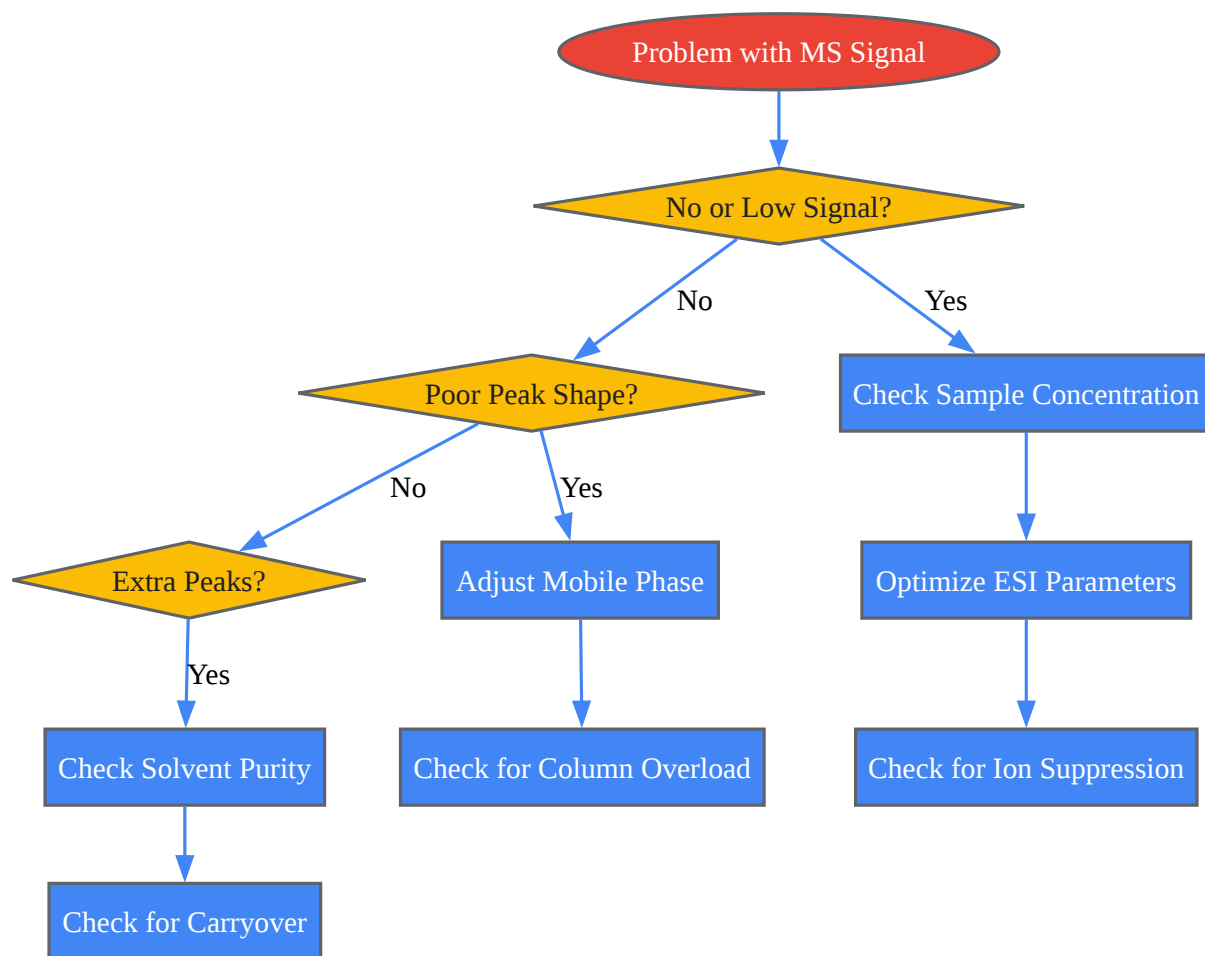 Problem with MS Signal
No or Low Signal?
No
Yes
Poor Peak Shape?
Check Sample Concentration
No
Yes
Extra Peaks?
Adjust Mobile Phase
Optimize ESI Parameters
Yes
Check Solvent Purity
Check for Column Overload
Check for Ion Suppression
Check for Carryover